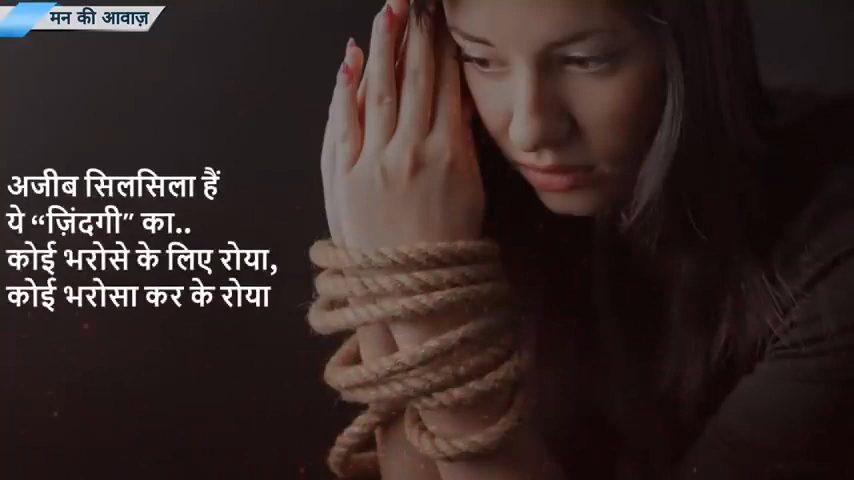 मन की आवाज़
अजीब सिलसिला हैं
ये “ज़िंदगी” का..
कोई भरोसे के लिए रोया,
कोई भरोसा कर के रोया